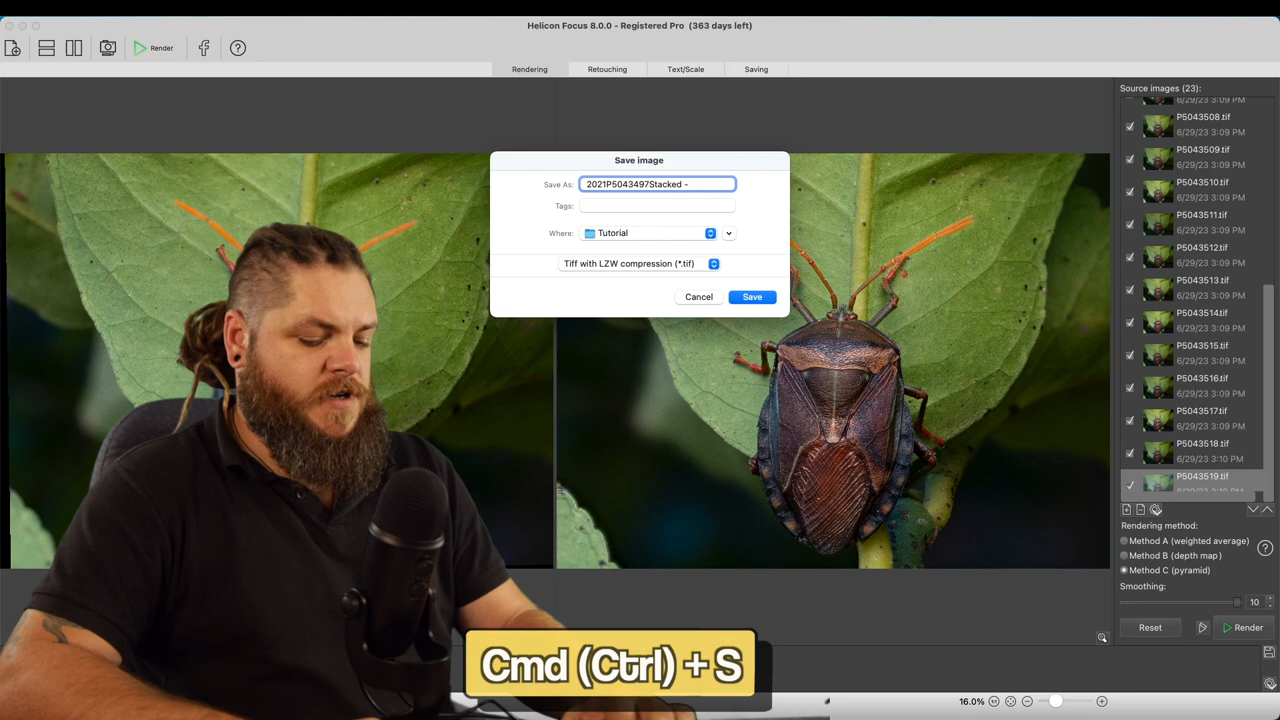 Helicon Focus 8.0.0 - Registered Pro (363 days left)
Render
Rendering
Retouching
Text/Scale
Saving
Source images (23):
6/29/23 3:09 PM
P5043508.tif
6/29/23 3:09 PM
P5043509.tif
6/29/23 3:09 PM
P5043510.tif
6/29/23 3:09 PM
P5043511.tif
6/29/23 3:09 PM
P5043512.tif
6/29/23 3:09 PM
P5043513.tif
6/29/23 3:09 PM
P5043514.tif
6/29/23 3:09 PM
P5043515.tif
6/29/23 3:09 PM
P5043516.tif
6/29/23 3:09 PM
P5043517.tif
6/29/23 3:09 PM
P5043518.tif
6/29/23 3:10 PM
P5043519.tif
6/29/23 3:10 PM
Save image
Save As: 2021P5043497Stacked -
Tags:
Where: Tutorial
Tiff with LZW compression (*.tif)
Cancel
Save
Rendering method:
Method A (weighted average)
Method B (depth map)
Method C (pyramid)
Smoothing:
10
Reset
Render
Cmd (Ctrl) + S
16.0%